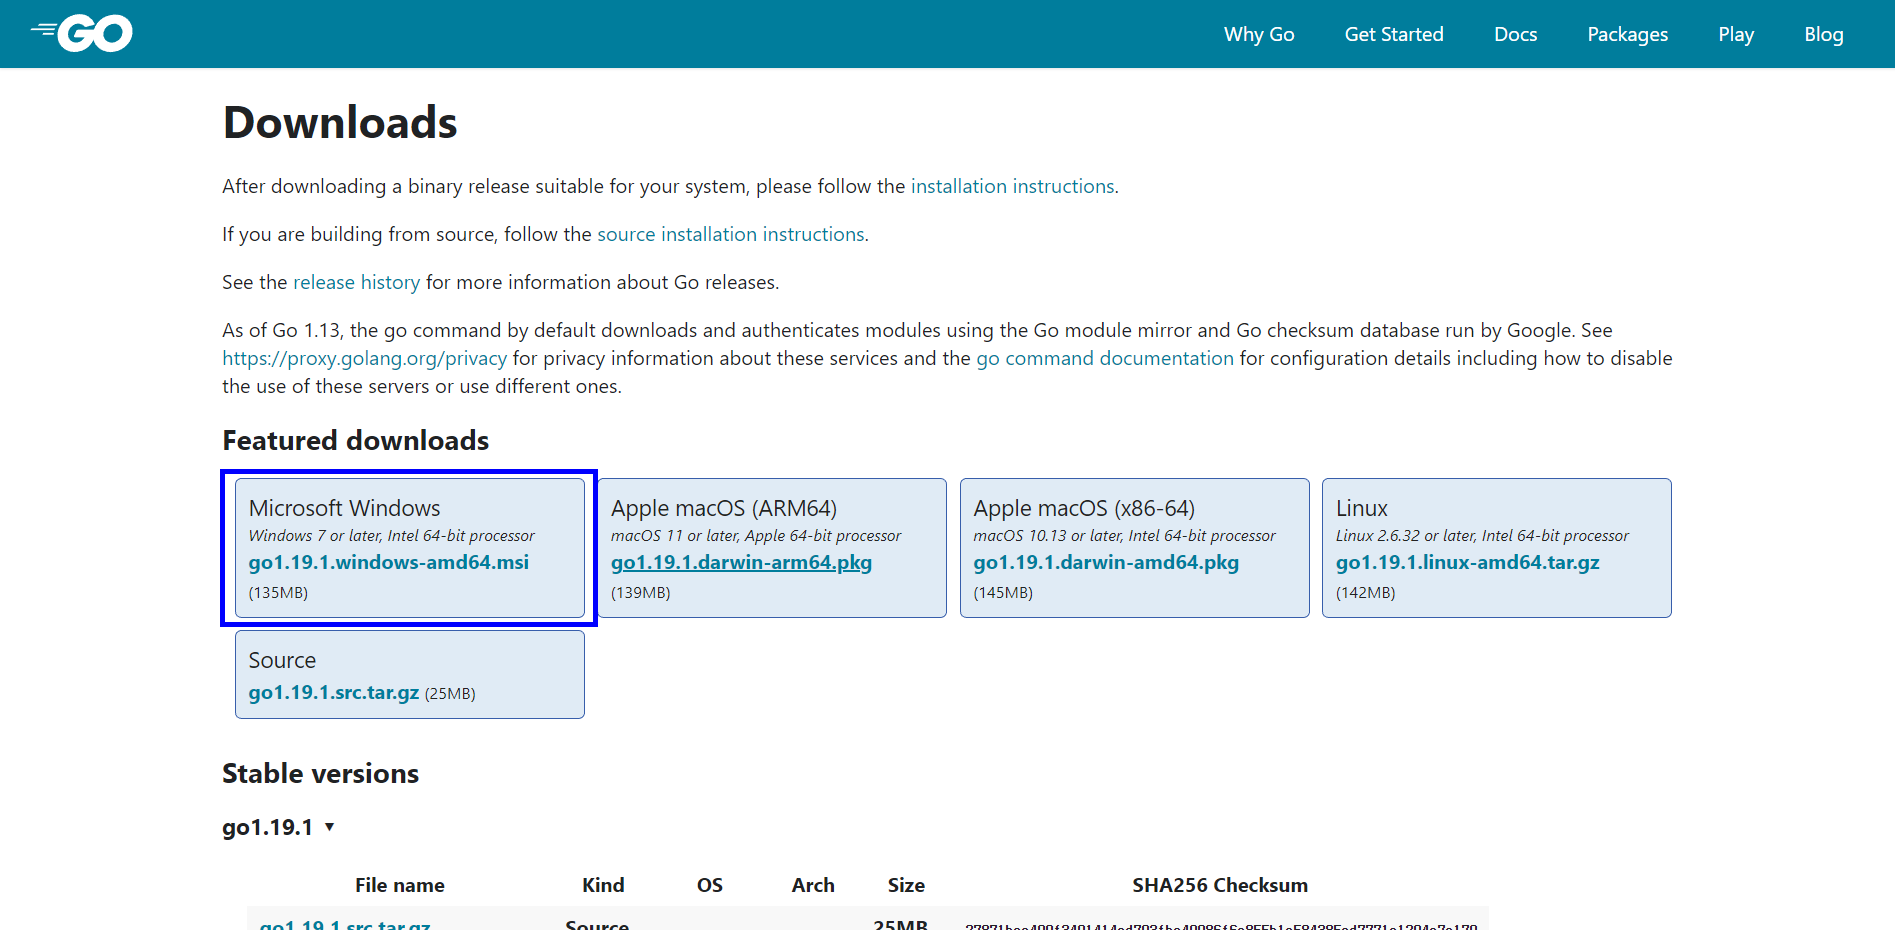 GO
Why Go Get Started Docs Packages Play Blog
Downloads
After downloading a binary release suitable for your system, please follow the installation instructions.
If you are building from source, follow the source installation instructions.
See the release history for more information about Go releases.
As of Go 1.13, the go command by default downloads and authenticates modules using the Go module mirror and Go checksum database run by Google. See
https://proxy.golang.org/privacy for privacy information about these services and the go command documentation for configuration details including how to disable
the use of these servers or use different ones.
Featured downloads
Microsoft Windows
Windows 7 or later, Intel 64-bit processor
go1.19.1.windows-amd64.msi
(135MB)
Apple macOS (ARM64)
macOS 11 or later, Apple 64-bit processor
go1.19.1.darwin-arm64.pkg
(139MB)
Apple macOS (x86-64)
macOS 10.13 or later, Intel 64-bit processor
go1.19.1.darwin-amd64.pkg
(145MB)
Linux
Linux 2.6.32 or later, Intel 64-bit processor
go1.19.1.linux-amd64.tar.gz
(142MB)
Source
go1.19.1.src.tar.gz (25MB)
Stable versions
go1.19.1 ▾
File name Kind OS Arch Size SHA256 Checksum
go1.19.1.src.tar.gz Source 25MB